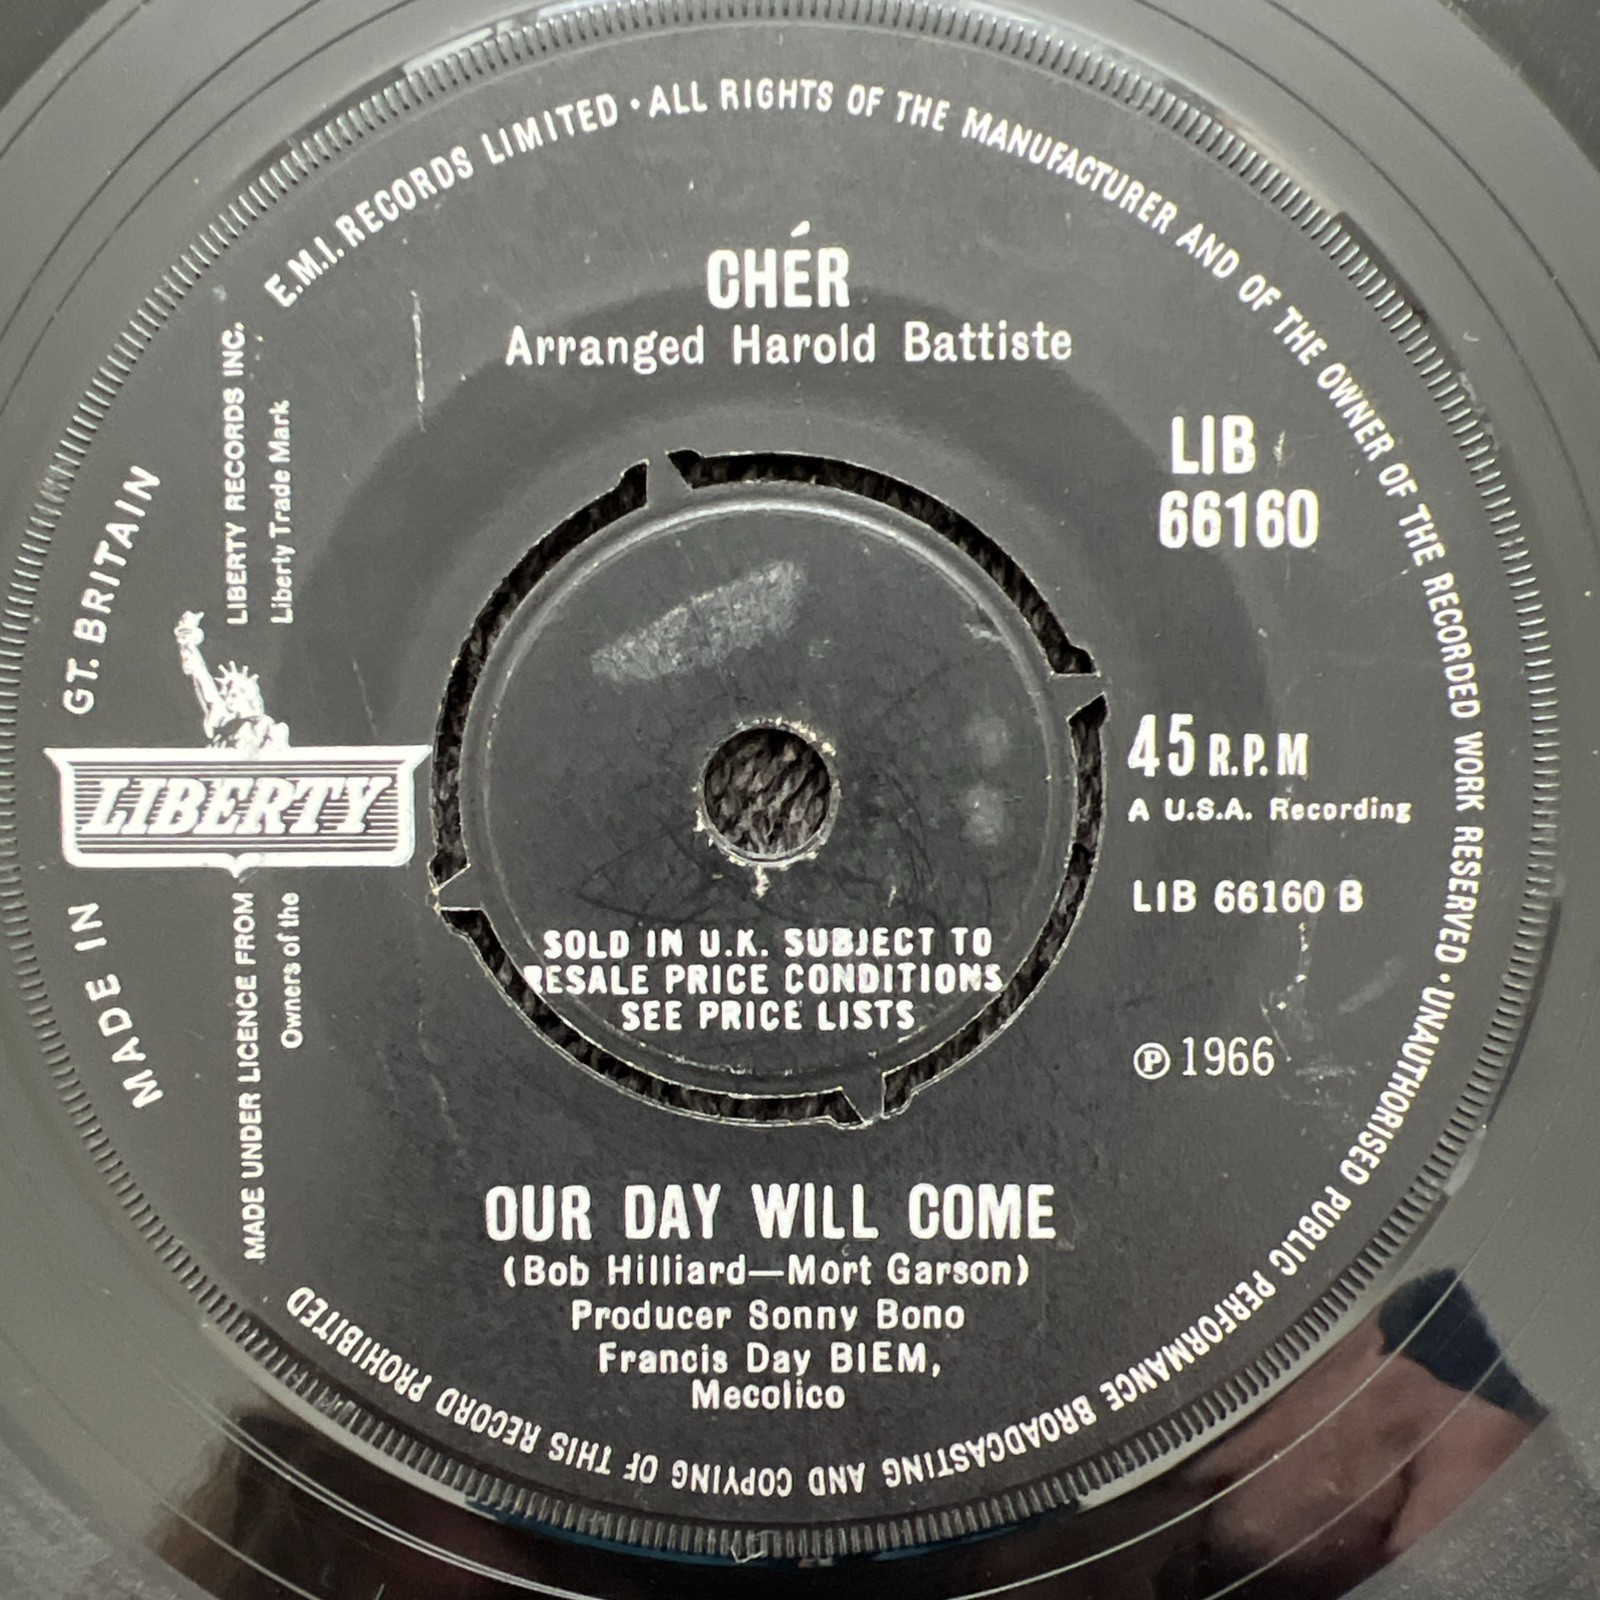 E.M.I. RECORDS LIMITED · ALL RIGHTS OF THE MANUFACTURER AND OF THE OWNER OF THE RECORDED WORK RESERVED · UNAUTHORISED PUBLIC PERFORMANCE BROADCASTING AND COPYING OF THIS RECORD PROHIBITED
MADE IN GT. BRITAIN
CHÉR
Arranged Harold Battiste
LIB
66160
LIBERTY RECORDS INC.
Liberty Trade Mark
LIBERTY
MADE UNDER LICENCE FROM
Owners of the
45 R.P.M
A U.S.A. Recording
LIB 66160 B
SOLD IN U.K. SUBJECT TO
RESALE PRICE CONDITIONS
SEE PRICE LISTS
℗ 1966
OUR DAY WILL COME
(Bob Hilliard—Mort Garson)
Producer Sonny Bono
Francis Day BIEM,
Mecolico